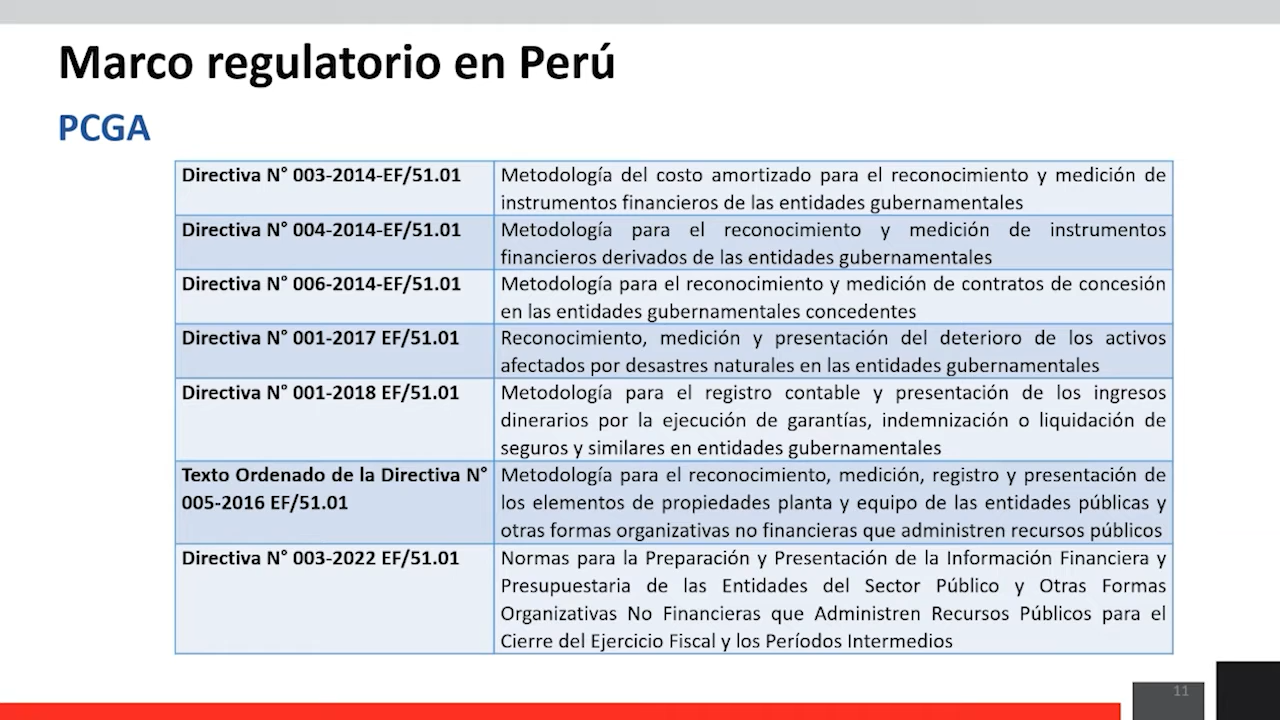 Marco regulatorio en Perú
PCGA
Directiva N° 003-2014-EF/51.01
Metodología del costo amortizado para el reconocimiento y medición de
instrumentos financieros de las entidades gubernamentales
Directiva N° 004-2014-EF/51.01
Metodología para el reconocimiento y medición de instrumentos
financieros derivados de las entidades gubernamentales
Directiva N° 006-2014-EF/51.01
Metodología para el reconocimiento y medición de contratos de concesión
en las entidades gubernamentales concedentes
Directiva N° 001-2017 EF/51.01
Reconocimiento, medición y presentación del deterioro de los activos
afectados por desastres naturales en las entidades gubernamentales
Directiva N° 001-2018 EF/51.01
Metodología para el registro contable y presentación de los ingresos
dinerarios por la ejecución de garantías, indemnización o liquidación de
seguros y similares en entidades gubernamentales
Texto Ordenado de la Directiva N°
005-2016 EF/51.01
Metodología para el reconocimiento, medición, registro y presentación de
los elementos de propiedades planta y equipo de las entidades públicas y
otras formas organizativas no financieras que administren recursos públicos
Directiva N° 003-2022 EF/51.01
Normas para la Preparación y Presentación de la Información Financiera y
Presupuestaria de las Entidades del Sector Público y Otras Formas
Organizativas No Financieras que Administren Recursos Públicos para el
Cierre del Ejercicio Fiscal y los Períodos Intermedios
11